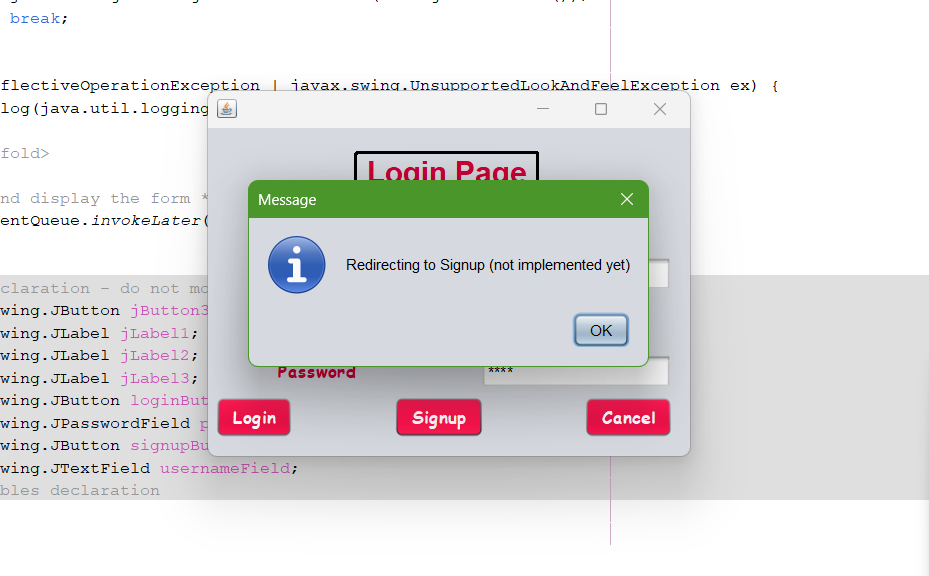 break;
flectiveOperationException | javax.swing.UnsupportedLookAndFeelException ex) {
log(java.util.logging
fold>
Login Page
nd display the form *
Message
entQueue.invokeLater(
Redirecting to Signup (not implemented yet)
claration - do not mo
wing.JButton jButton3
wing.JLabel jLabel1;
OK
wing.JLabel jLabel2;
wing.JLabel jLabel3;
Password ****
wing.JButton loginBut
wing.JPasswordField p
Login Signup Cancel
wing.JButton signupBu
wing.JTextField usernameField;
bles declaration